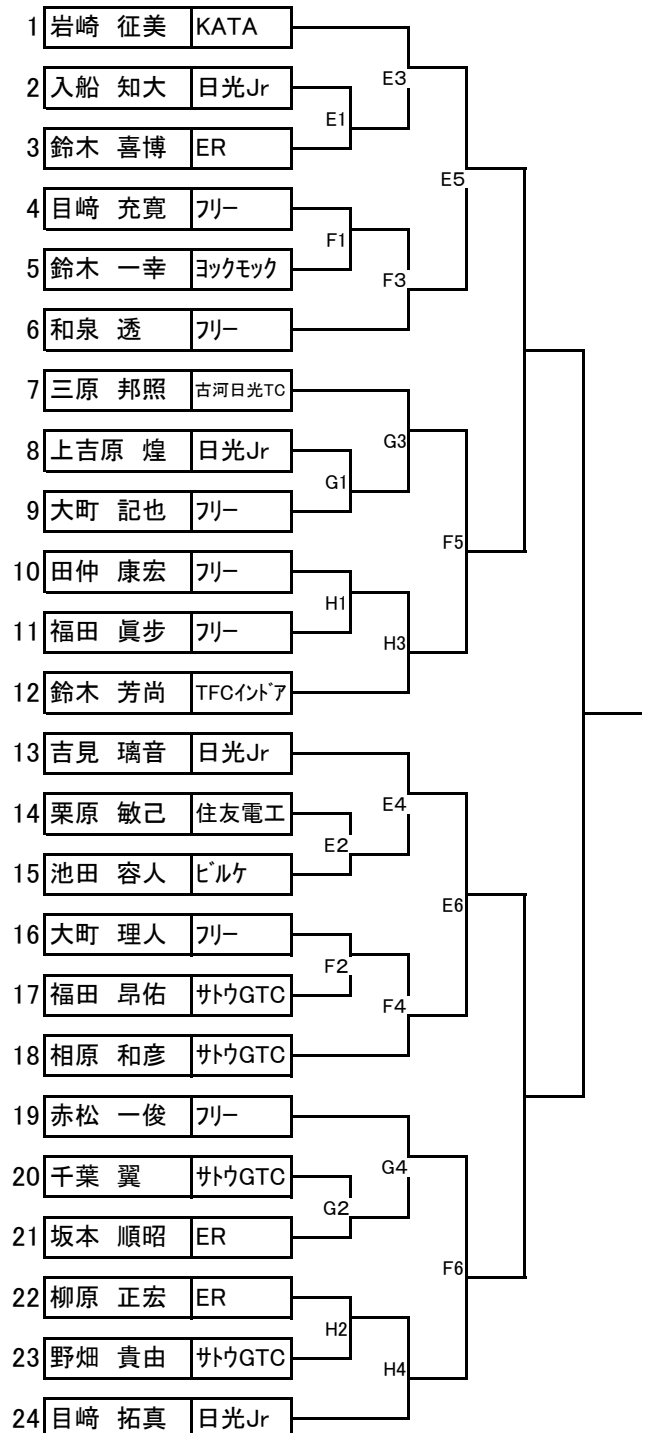 1 岩崎 征美 KATA
E3
2 入船 知大 日光Jr
E1
3 鈴木 喜博 ER
E5
4 目﨑 充寛 ﾌﾘｰ
F1
5 鈴木 一幸 ﾖｯｸﾓｯｸ
F3
6 和泉 透 ﾌﾘｰ
7 三原 邦照 古河日光TC
G3
8 上吉原 煌 日光Jr
G1
9 大町 記也 ﾌﾘｰ
F5
10 田仲 康宏 ﾌﾘｰ
H1
11 福田 眞歩 ﾌﾘｰ
H3
12 鈴木 芳尚 TFCｲﾝﾄﾞｱ
13 吉見 璃音 日光Jr
E4
14 栗原 敏己 住友電工
E2
15 池田 容人 ﾋﾞﾙｹ
E6
16 大町 理人 ﾌﾘｰ
F2
17 福田 昂佑 ｻﾄｳGTC
F4
18 相原 和彦 ｻﾄｳGTC
19 赤松 一俊 ﾌﾘｰ
G4
20 千葉 翼 ｻﾄｳGTC
G2
21 坂本 順昭 ER
F6
22 柳原 正宏 ER
H2
23 野畑 貴由 ｻﾄｳGTC
H4
24 目﨑 拓真 日光Jr